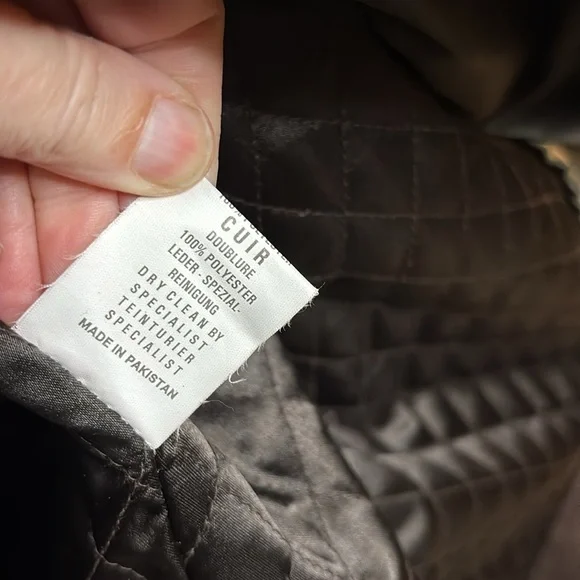 CUIR
DOUBLURE
100% POLYESTER
LEDER - SPEZIAL-
REINIGUNG
DRY CLEAN BY
SPECIALIST
TEINTURIER
SPECIALIST
MADE IN PAKISTAN